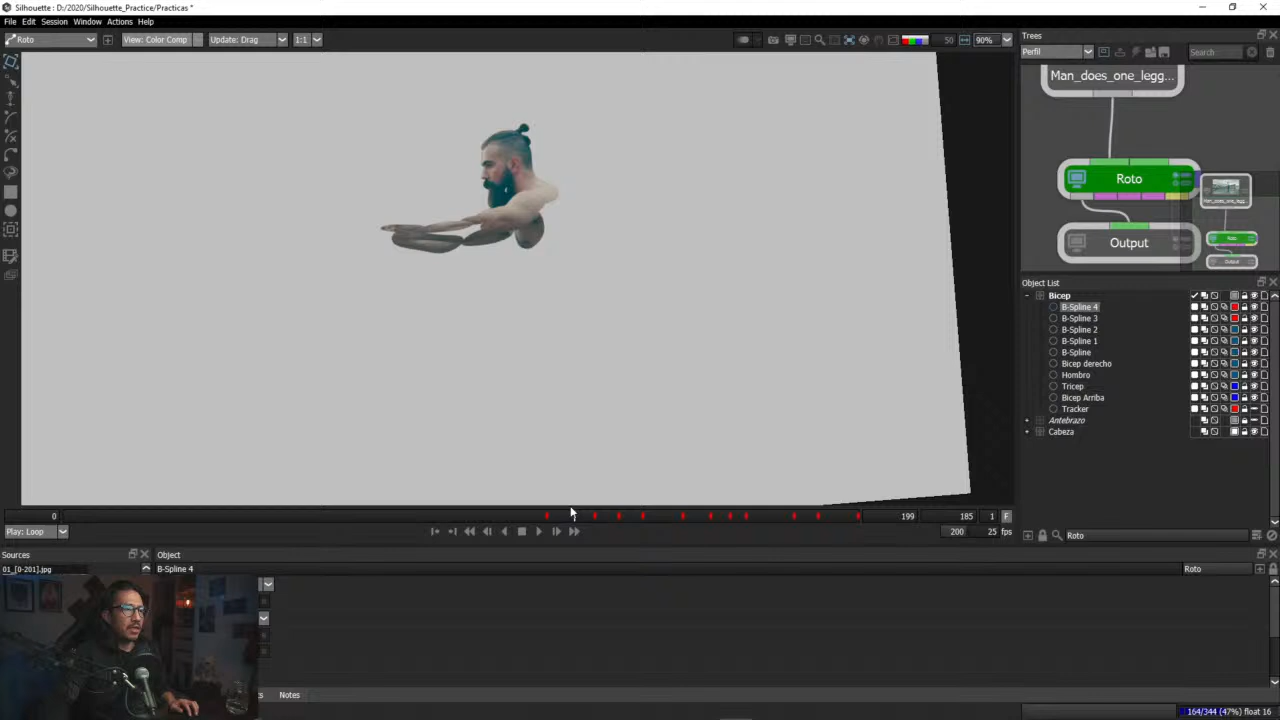 Silhouette : D:/2020/Silhouette_Practice/Practicas *
File Edit Session Window Actions Help
Roto View: Color Comp Update: Drag 1:1 50 90%
Trees
Perfil Search
Man_does_one_legg...
Roto
Output
Object List
Bicep
B-Spline 4
B-Spline 3
B-Spline 2
B-Spline 1
B-Spline
Bicep derecho
Hombro
Tricep
Bicep Arriba
Tracker
Antebrazo
Cabeza
0 199 185 1 F
Play: Loop 200 25 fps
Roto
Sources Object
01_[0-201].jpg B-Spline 4 Roto
Notes
164/344 (47%) float 16